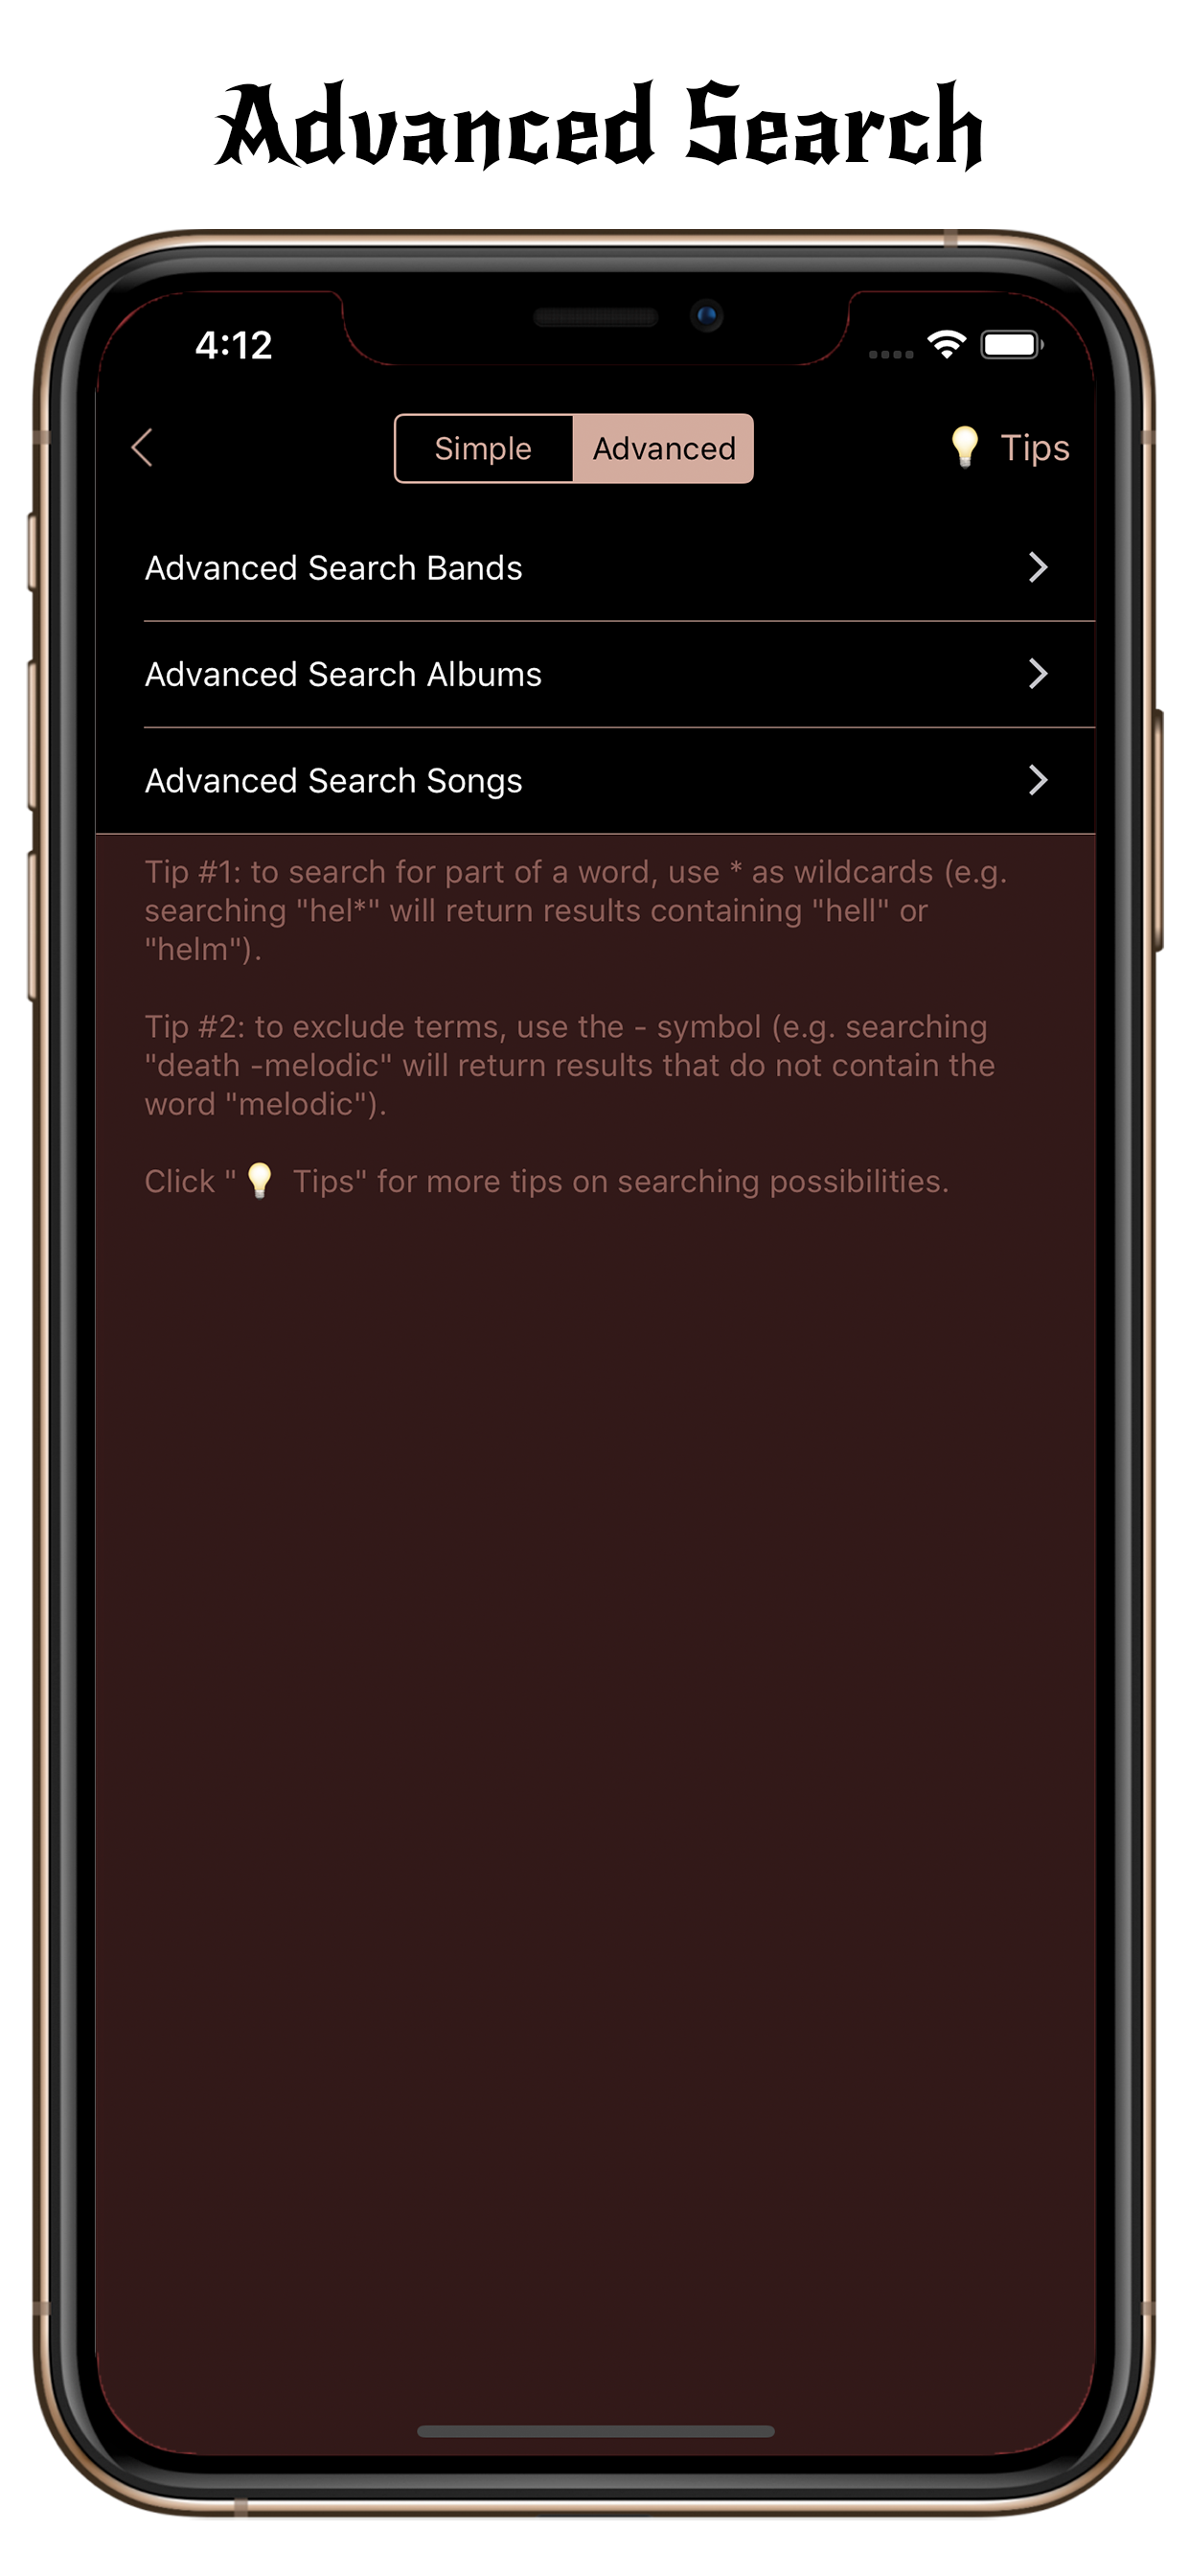 Advanced Search
4:12
Simple
Advanced
💡 Tips
Advanced Search Bands
Advanced Search Albums
Advanced Search Songs
Tip #1: to search for part of a word, use * as wildcards (e.g.
searching "hel*" will return results containing "hell" or
"helm").
Tip #2: to exclude terms, use the - symbol (e.g. searching
"death -melodic" will return results that do not contain the
word "melodic").
Click "💡 Tips" for more tips on searching possibilities.